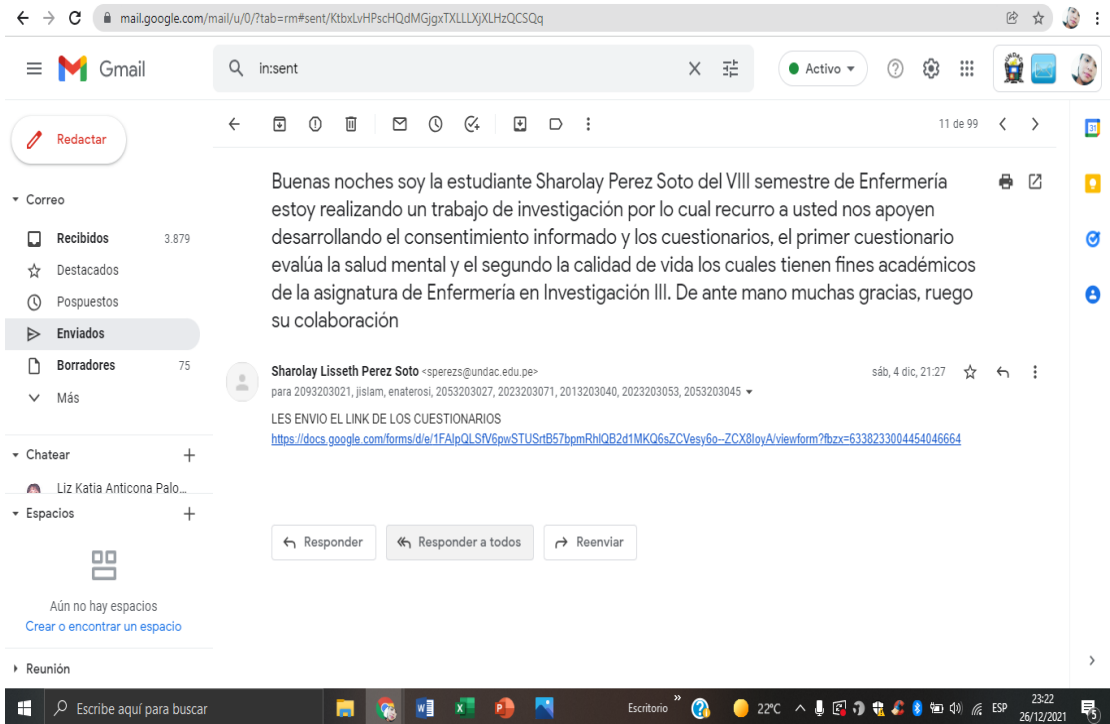 mail.google.com/mail/u/0/?tab=rm#sent/KtbxLvHPscHQdMGjgxTXLLLXjXLHzQCSQq
Gmail
in:sent
Activo
Redactar
11 de 99
31
Buenas noches soy la estudiante Sharolay Perez Soto del VIII semestre de Enfermería
estoy realizando un trabajo de investigación por lo cual recurro a usted nos apoyen
desarrollando el consentimiento informado y los cuestionarios, el primer cuestionario
evalúa la salud mental y el segundo la calidad de vida los cuales tienen fines académicos
de la asignatura de Enfermería en Investigación III. De ante mano muchas gracias, ruego
su colaboración
Correo
Recibidos 3.879
Destacados
Pospuestos
Enviados
Borradores 75
Más
Sharolay Lisseth Perez Soto <sperezs@undac.edu.pe> sáb, 4 dic, 21:27
para 2093203021, jislam, enaterosi, 2053203027, 2023203071, 2013203040, 2023203053, 2053203045
LES ENVIO EL LINK DE LOS CUESTIONARIOS
https://docs.google.com/forms/d/e/1FAIpQLSfV6pwSTUSrtB57bpmRhlQB2d1MKQ6sZCVesy6o--ZCX8IoyA/viewform?fbzx=6338233004454046664
Chatear
Liz Katia Anticona Palo...
Espacios
Responder
Responder a todos
Reenviar
Aún no hay espacios
Crear o encontrar un espacio
Reunión
Escribe aquí para buscar
Escritorio
22°C
ESP
23:22
26/12/2021
5